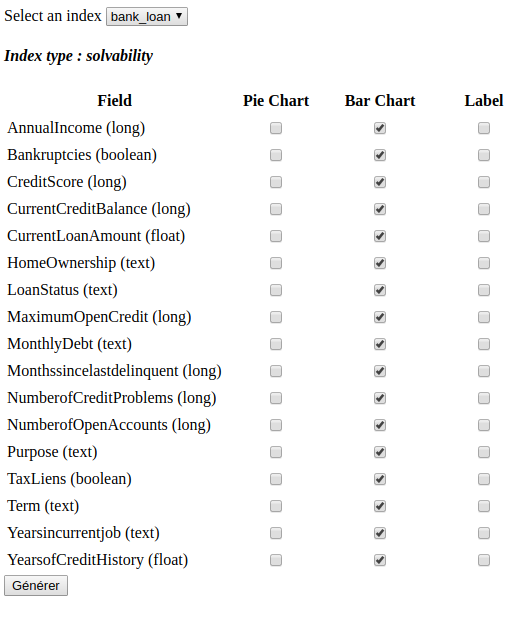 Select an index bank_loan
Index type : solvability
Field Pie Chart Bar Chart Label
AnnualIncome (long)
Bankruptcies (boolean)
CreditScore (long)
CurrentCreditBalance (long)
CurrentLoanAmount (float)
HomeOwnership (text)
LoanStatus (text)
MaximumOpenCredit (long)
MonthlyDebt (text)
Monthssincelastdelinquent (long)
NumberofCreditProblems (long)
NumberofOpenAccounts (long)
Purpose (text)
TaxLiens (boolean)
Term (text)
Yearsincurrentjob (text)
YearsofCreditHistory (float)
Générer